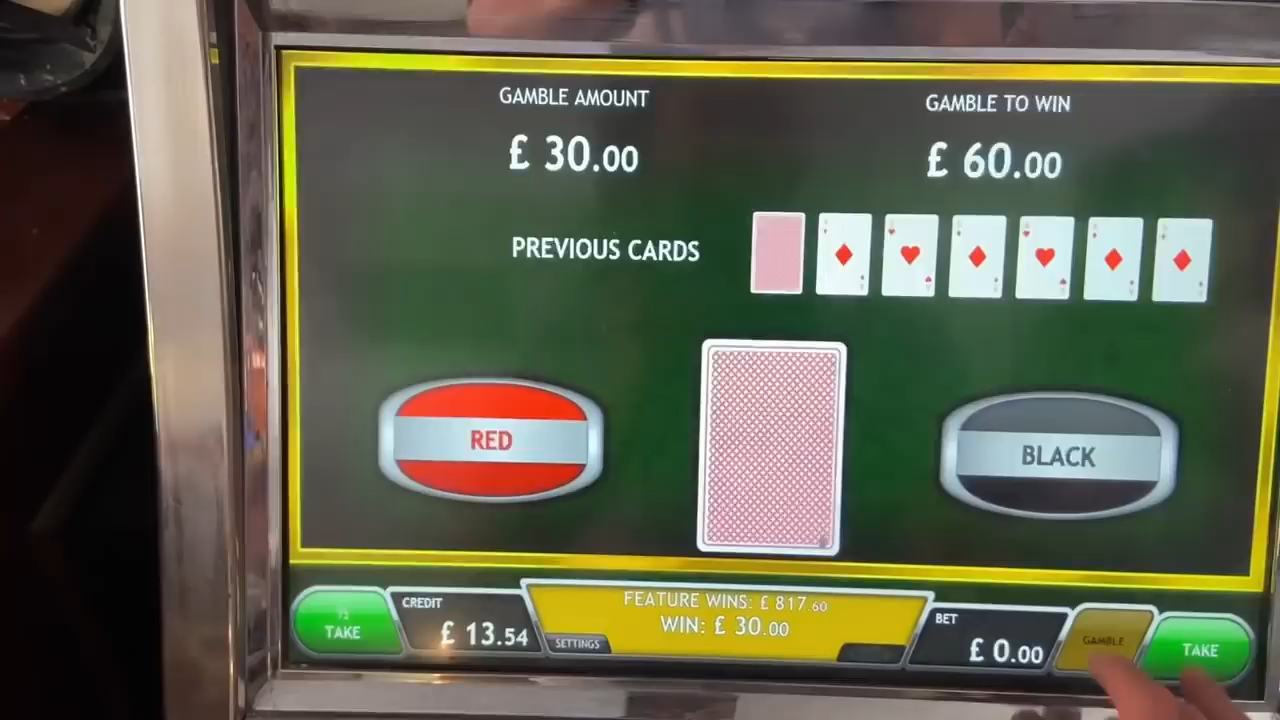 GAMBLE AMOUNT
£ 30.00
GAMBLE TO WIN
£ 60.00
PREVIOUS CARDS
RED
BLACK
TAKE
CREDIT
£ 13.54
FEATURE WINS: £ 817.60
WIN: £ 30.00
SETTINGS
BET
£ 0.00
GAMBLE
TAKE